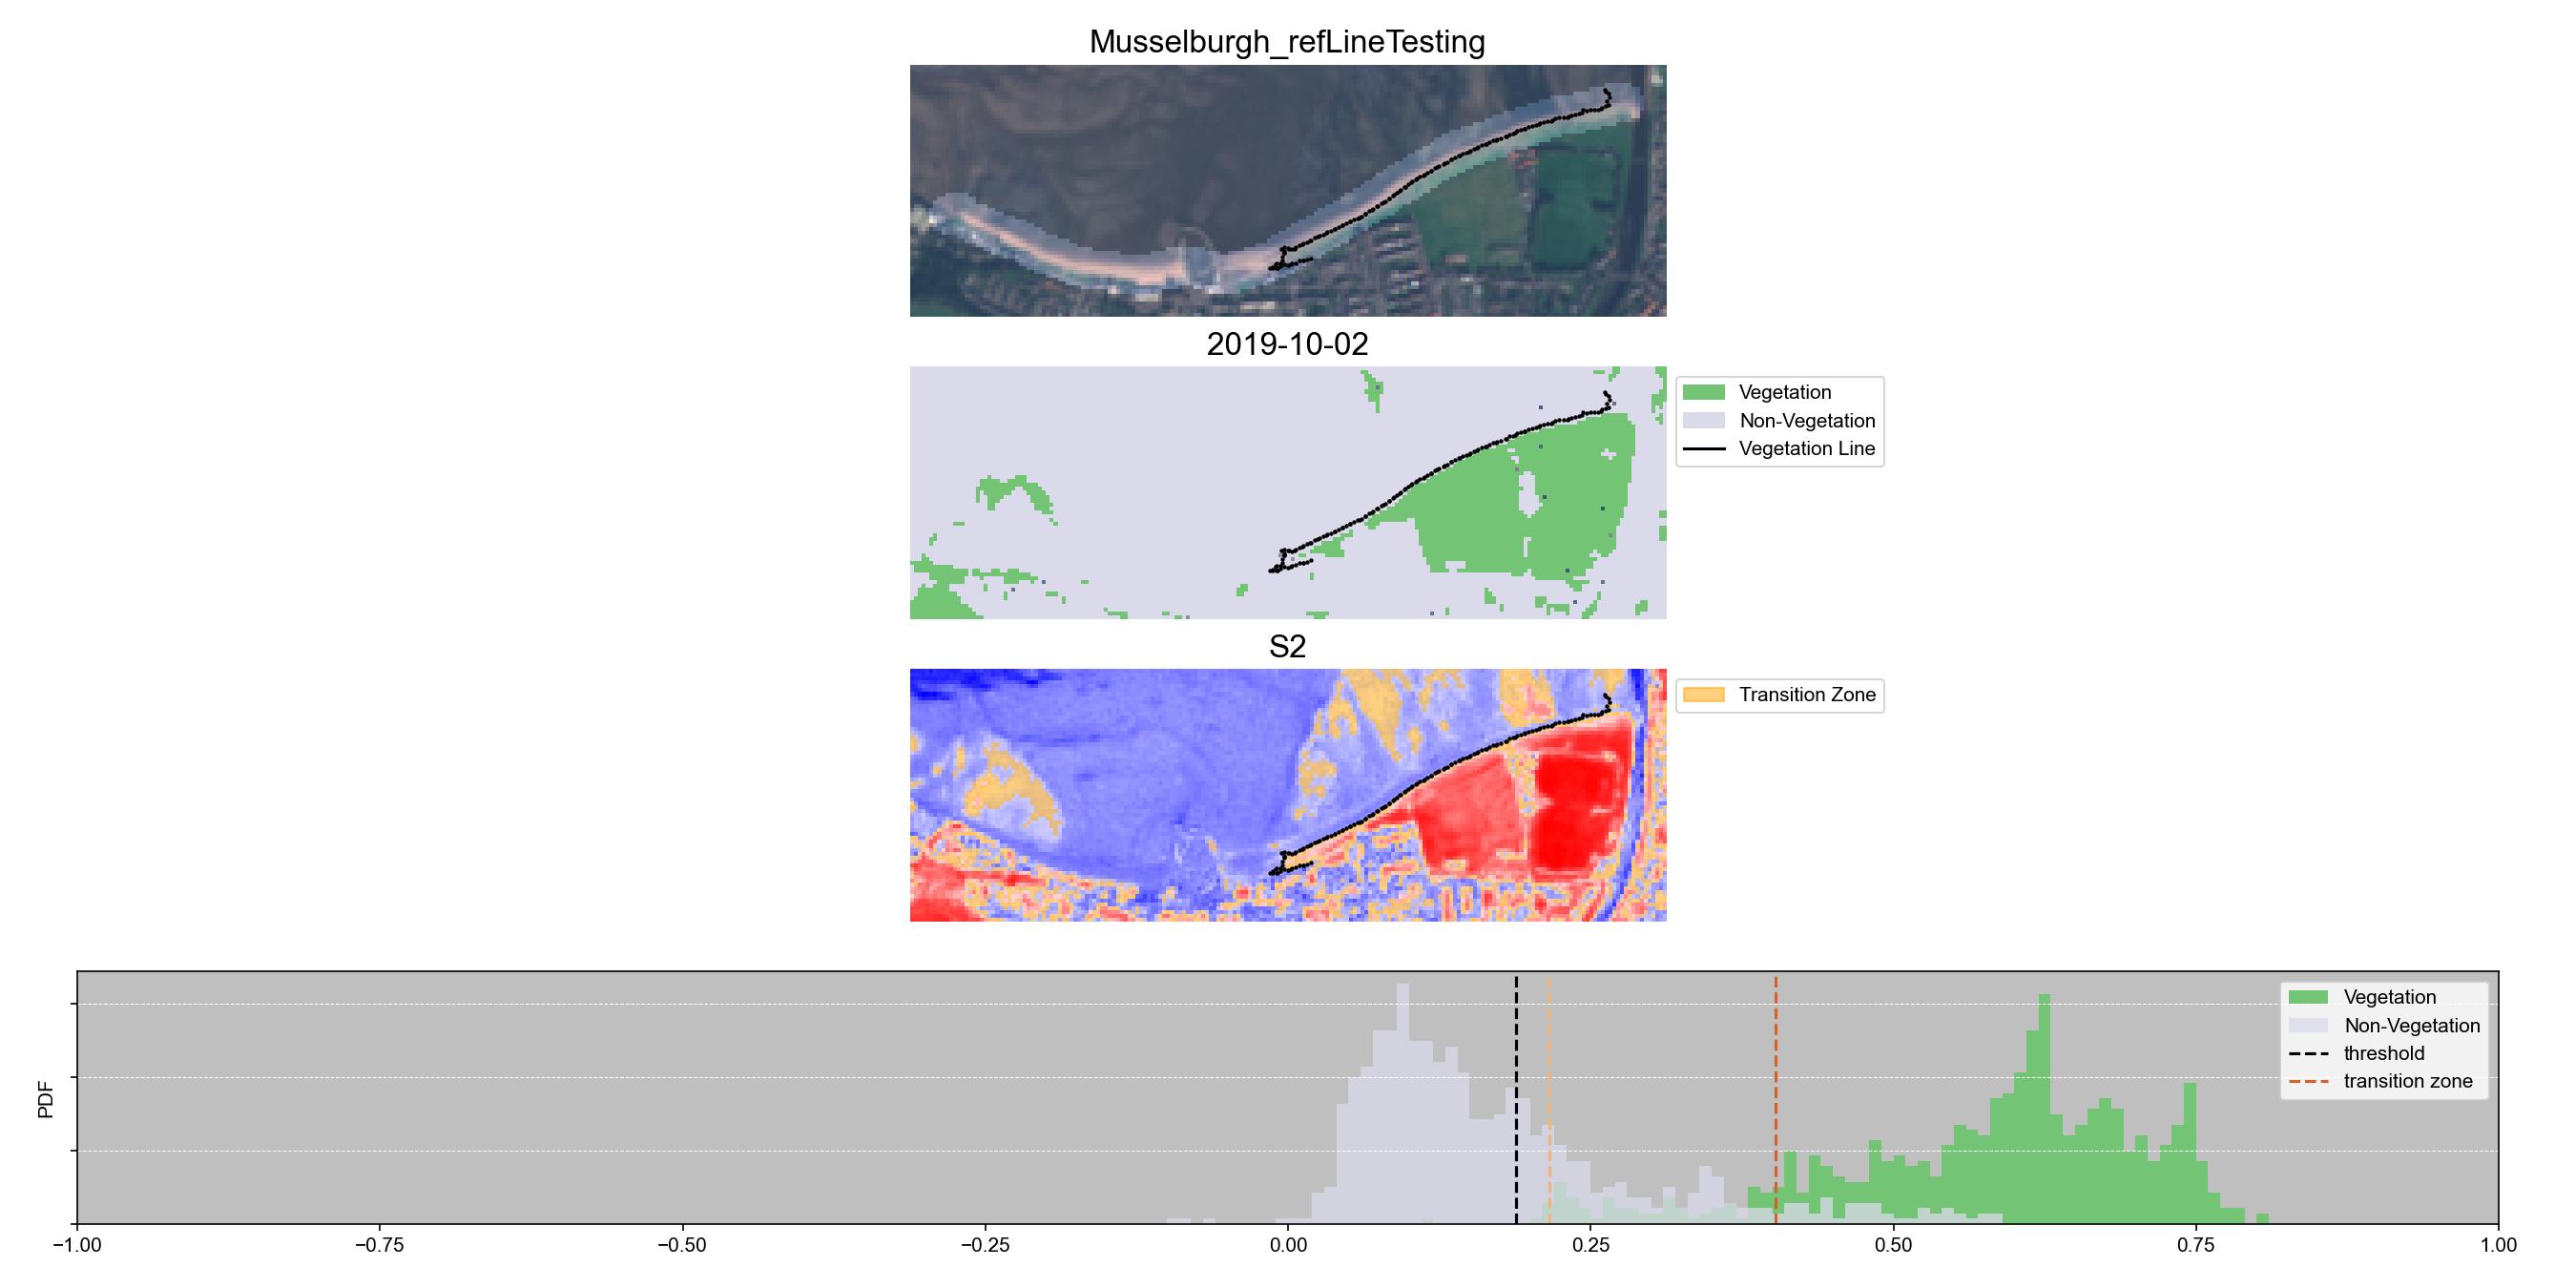 Musselburgh_refLineTesting
2019-10-02
Vegetation
Non-Vegetation
Vegetation Line
S2
Transition Zone
PDF
Vegetation
Non-Vegetation
threshold
transition zone
−1.00 −0.75 −0.50 −0.25 0.00 0.25 0.50 0.75 1.00